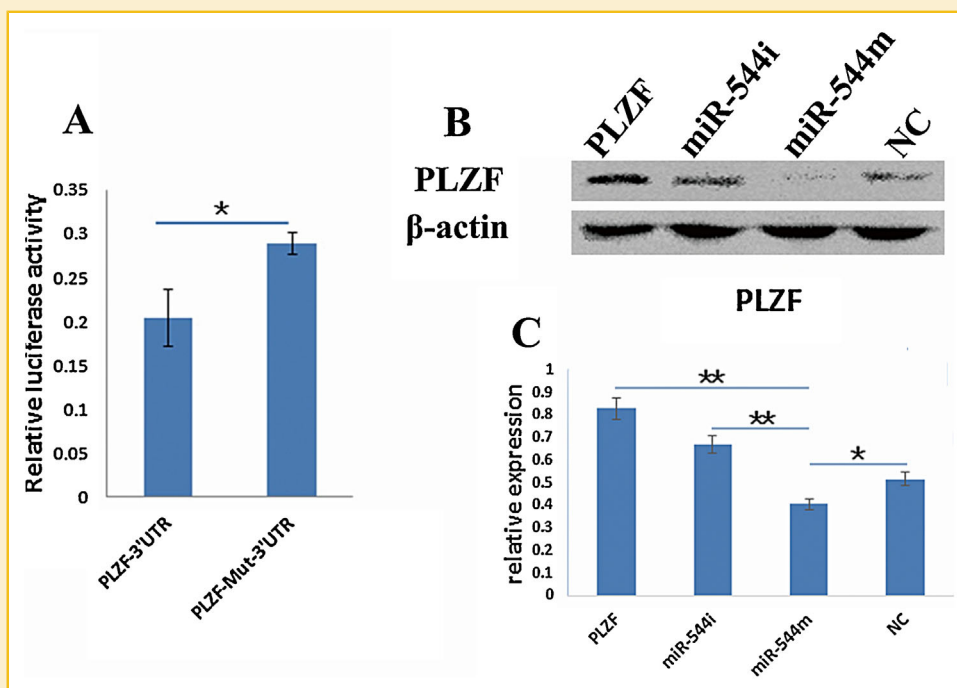 A
Relative luciferase activity
0.35
0.3
0.25
0.2
0.15
0.1
0.05
0
*
PLZF-3'UTR
PLZF-Mut-3'UTR
B
PLZF
miR-544i
miR-544m
NC
PLZF
β-actin
PLZF
C
relative expression
1
0.9
0.8
0.7
0.6
0.5
0.4
0.3
0.2
0.1
0
**
**
*
PLZF
miR-544i
miR-544m
NC